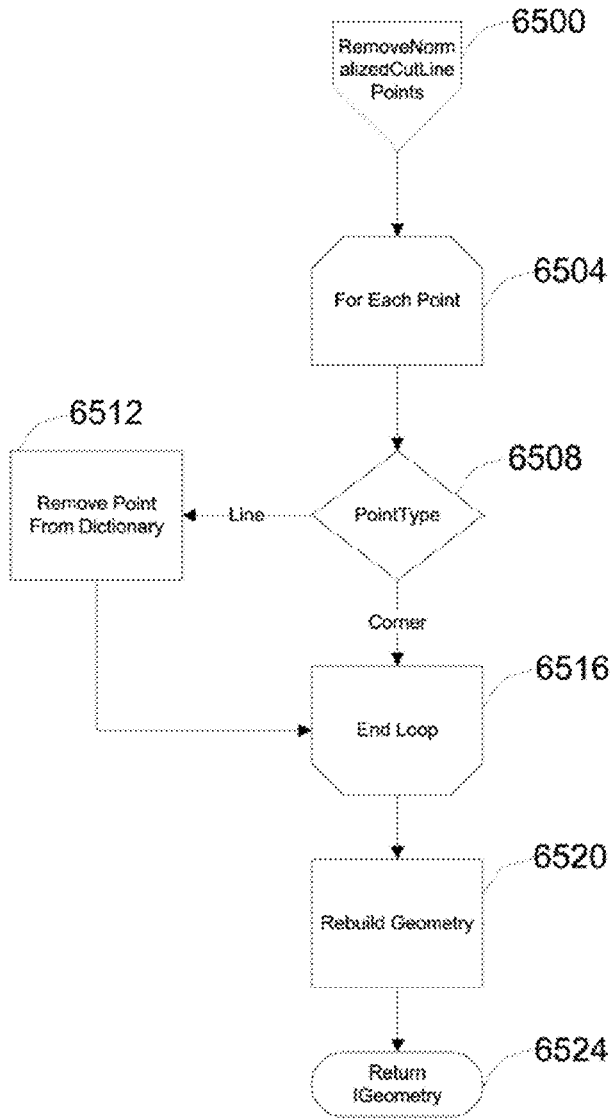 6500
RemoveNorm
alizedCutLine
Points
6504
For Each Point
6512
6508
Remove Point
From Dictionary
Line
PointType
Corner
6516
End Loop
6520
Rebuild Geometry
6524
Return
IGeometry